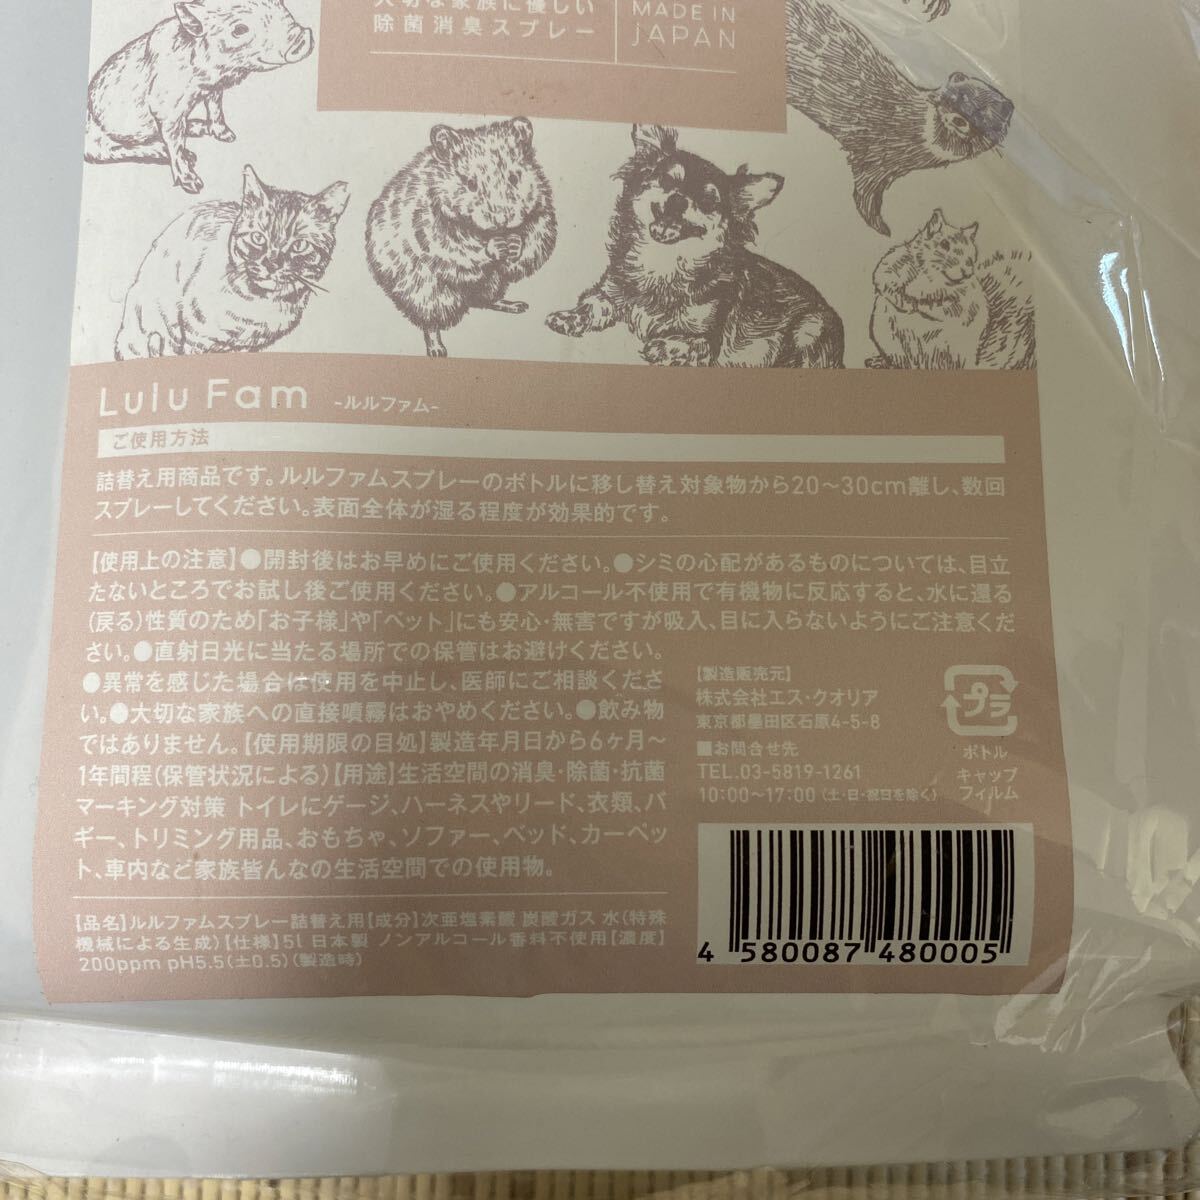 大切な家族に優しい
除菌消臭スプレー
MADE IN
jAPAN
Lulu Fam -ルルファム-
ご使用方法
詰替え用商品です。ルルファムスプレーのボトルに移し替え対象物から20～30cm離し、数回
スプレーしてください。表面全体が湿る程度が効果的です。
【使用上の注意】●開封後はお早めにご使用ください。●シミの心配があるものについては、目立
たないところでお試し後ご使用ください。●アルコール不使用で有機物に反応すると、水に還る
(戻る)性質のため「お子様」や「ペット」にも安心・無害ですが吸入、目に入らないようにご注意くだ
さい。●直射日光に当たる場所での保管はお避けください。
●異常を感じた場合は使用を中止し、医師にご相談くださ
い。●大切な家族への直接噴霧はおやめください。●飲み物
ではありません。【使用期限の目処】製造年月日から6ヶ月～
1年間程(保管状況による)【用途】生活空間の消臭・除菌・抗菌
マーキング対策 トイレにゲージ、ハーネスやリード、衣類、バ
ギー、トリミング用品、おもちゃ、ソファー、ベッド、カーペッ
ト、車内など家族皆んなの生活空間での使用物。
【製造販売元】
株式会社エス・クオリア
東京都墨田区石原4-5-8
■お問合せ先
TEL.03-5819-1261
10:00～17:00 (土・日・祝日を除く)
プラ
ボトル
キャップ
フィルム
【品名】ルルファムスプレー詰替え用【成分】次亜塩素酸 炭酸ガス 水(特殊
機械による生成)【仕様】5l 日本製 ノンアルコール香料不使用【濃度】
200ppm pH5.5(±0.5)(製造時)
4 580087 480005